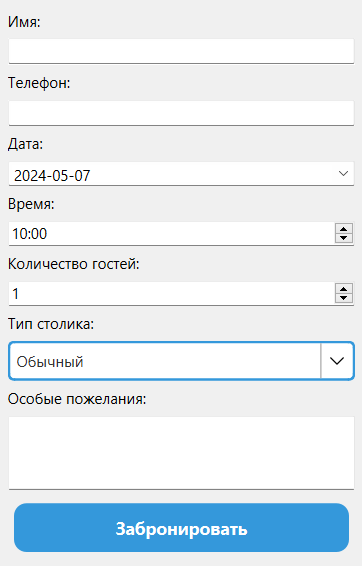 Имя:
Телефон:
Дата:
2024-05-07
Время:
10:00
Количество гостей:
1
Тип столика:
Обычный
Особые пожелания:
Забронировать